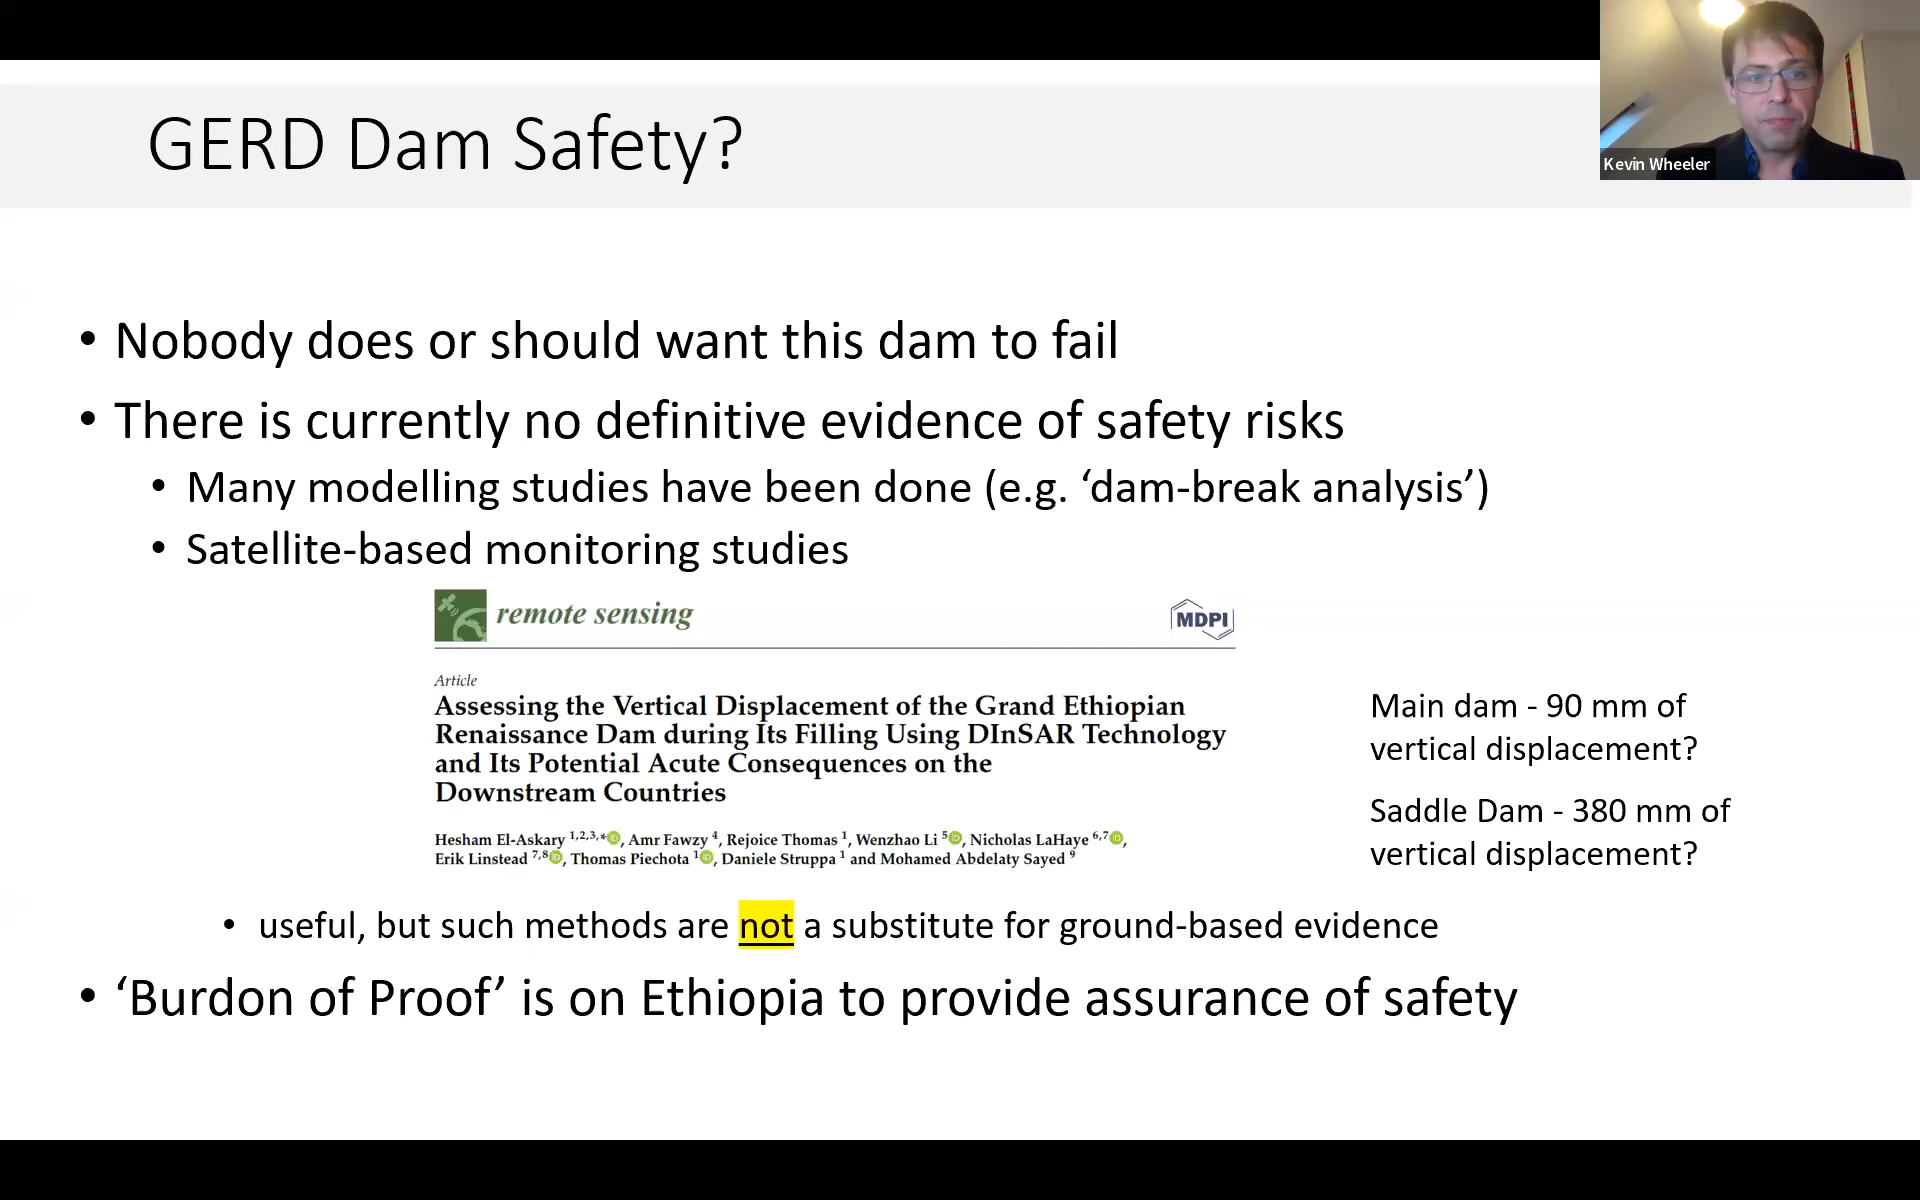 GERD Dam Safety?
Kevin Wheeler
• Nobody does or should want this dam to fail
• There is currently no definitive evidence of safety risks
• Many modelling studies have been done (e.g. ‘dam-break analysis’)
• Satellite-based monitoring studies
remote sensing
MDPI
Article
Assessing the Vertical Displacement of the Grand Ethiopian
Renaissance Dam during Its Filling Using DInSAR Technology
and Its Potential Acute Consequences on the
Downstream Countries
Hesham El-Askary 1,2,3,*, Amr Fawzy 4, Rejoice Thomas 1, Wenzhao Li 5, Nicholas LaHaye 6,7,
Erik Linstead 7,8, Thomas Piechota 1, Daniele Struppa 1 and Mohamed Abdelaty Sayed 9
Main dam - 90 mm of
vertical displacement?
Saddle Dam - 380 mm of
vertical displacement?
• useful, but such methods are not a substitute for ground-based evidence
• ‘Burdon of Proof’ is on Ethiopia to provide assurance of safety